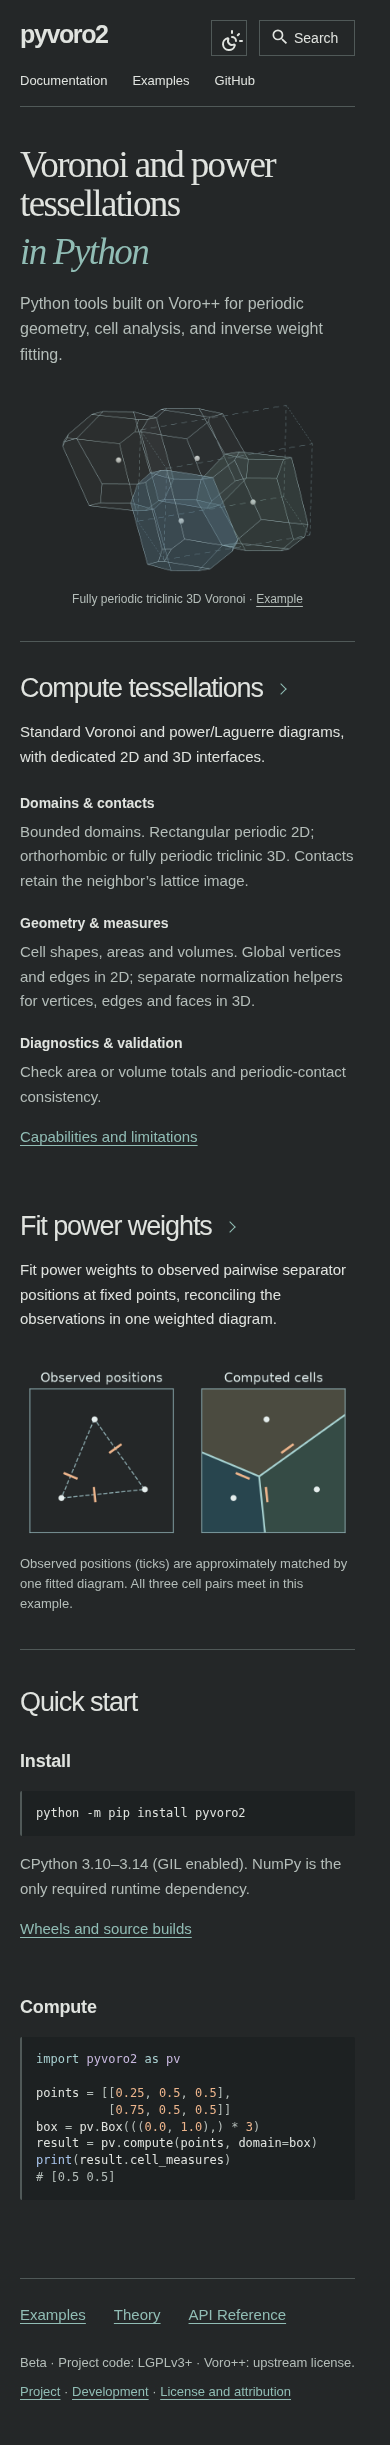 pyvoro2
Search
Documentation Examples GitHub
Voronoi and power
tessellations
in Python
Python tools built on Voro++ for periodic
geometry, cell analysis, and inverse weight
fitting.
Fully periodic triclinic 3D Voronoi · Example
Compute tessellations
Standard Voronoi and power/Laguerre diagrams,
with dedicated 2D and 3D interfaces.
Domains & contacts
Bounded domains. Rectangular periodic 2D;
orthorhombic or fully periodic triclinic 3D. Contacts
retain the neighbor’s lattice image.
Geometry & measures
Cell shapes, areas and volumes. Global vertices
and edges in 2D; separate normalization helpers
for vertices, edges and faces in 3D.
Diagnostics & validation
Check area or volume totals and periodic-contact
consistency.
Capabilities and limitations
Fit power weights
Fit power weights to observed pairwise separator
positions at fixed points, reconciling the
observations in one weighted diagram.
Observed positions Computed cells
Observed positions (ticks) are approximately matched by
one fitted diagram. All three cell pairs meet in this
example.
Quick start
Install
python -m pip install pyvoro2
CPython 3.10–3.14 (GIL enabled). NumPy is the
only required runtime dependency.
Wheels and source builds
Compute
import pyvoro2 as pv
points = [[0.25, 0.5, 0.5],
[0.75, 0.5, 0.5]]
box = pv.Box(((0.0, 1.0),) * 3)
result = pv.compute(points, domain=box)
print(result.cell_measures)
# [0.5 0.5]
Examples Theory API Reference
Beta · Project code: LGPLv3+ · Voro++: upstream license.
Project · Development · License and attribution